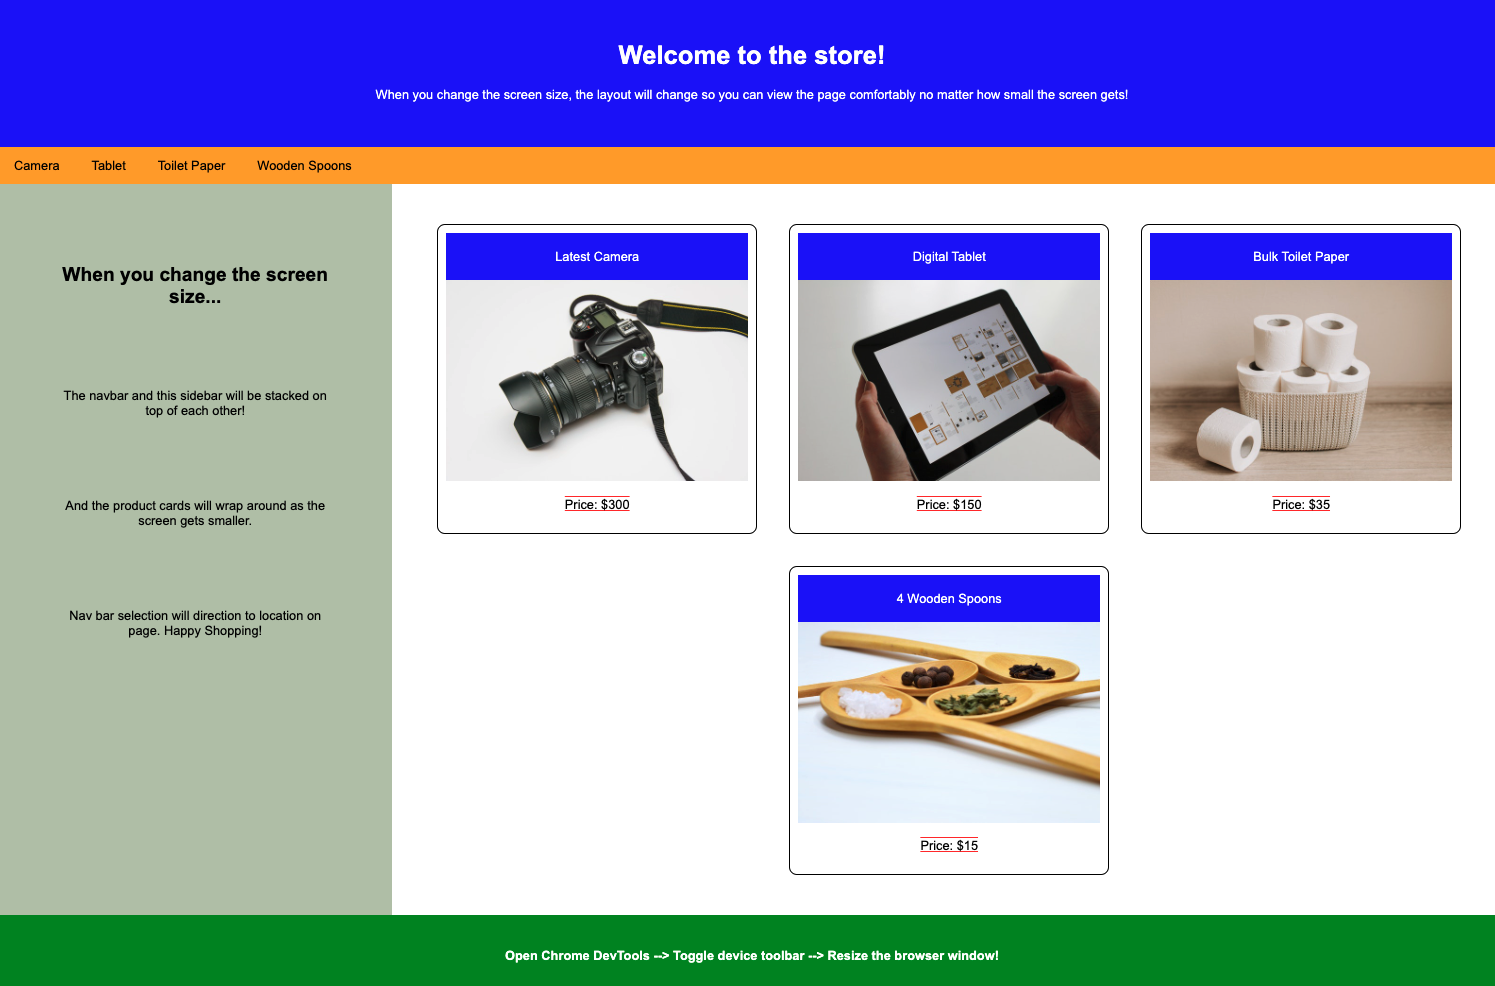 Welcome to the store!
When you change the screen size, the layout will change so you can view the page comfortably no matter how small the screen gets!
Camera
Tablet
Toilet Paper
Wooden Spoons
When you change the screen
size...
The navbar and this sidebar will be stacked on
top of each other!
And the product cards will wrap around as the
screen gets smaller.
Nav bar selection will direction to location on
page. Happy Shopping!
Latest Camera
Price: $300
Digital Tablet
Price: $150
Bulk Toilet Paper
Price: $35
4 Wooden Spoons
Price: $15
Open Chrome DevTools --> Toggle device toolbar --> Resize the browser window!